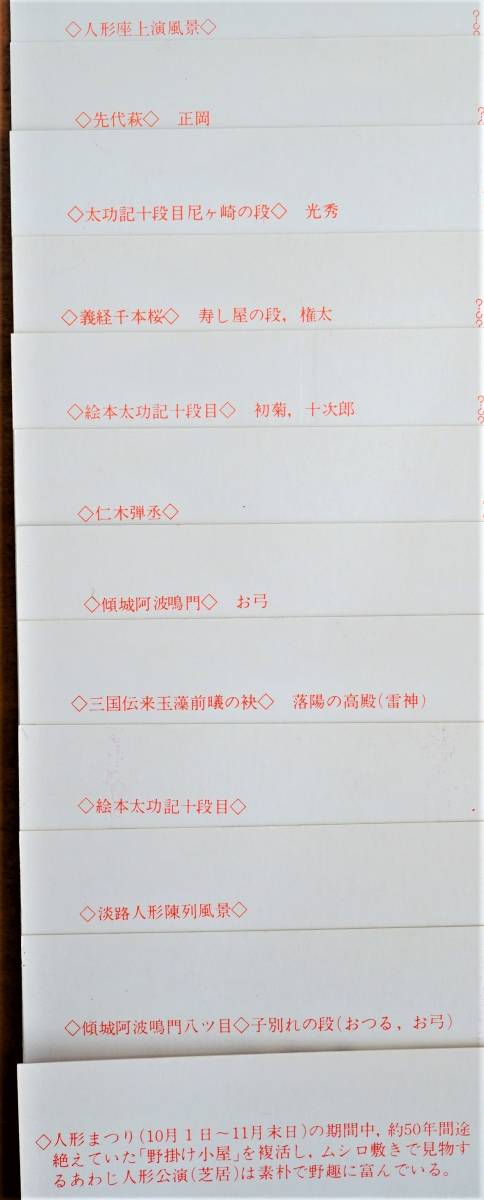 ◇人形座上演風景◇
◇先代萩◇ 正岡
◇太功記十段目尼ヶ崎の段◇ 光秀
◇義経千本桜◇ 寿し屋の段，権太
◇絵本太功記十段目◇ 初菊，十次郎
◇仁木弾丞◇
◇傾城阿波鳴門◇ お弓
◇三国伝来玉藻前曦の袂◇ 落陽の高殿(雷神)
◇絵本太功記十段目◇
◇淡路人形陳列風景◇
◇傾城阿波鳴門八ツ目◇子別れの段(おつる，お弓)
◇人形まつり(10月1日～11月末日)の期間中，約50年間途
絶えていた「野掛け小屋」を複活し，ムシロ敷きで見物す
るあわじ人形公演(芝居)は素朴で野趣に富んでいる。